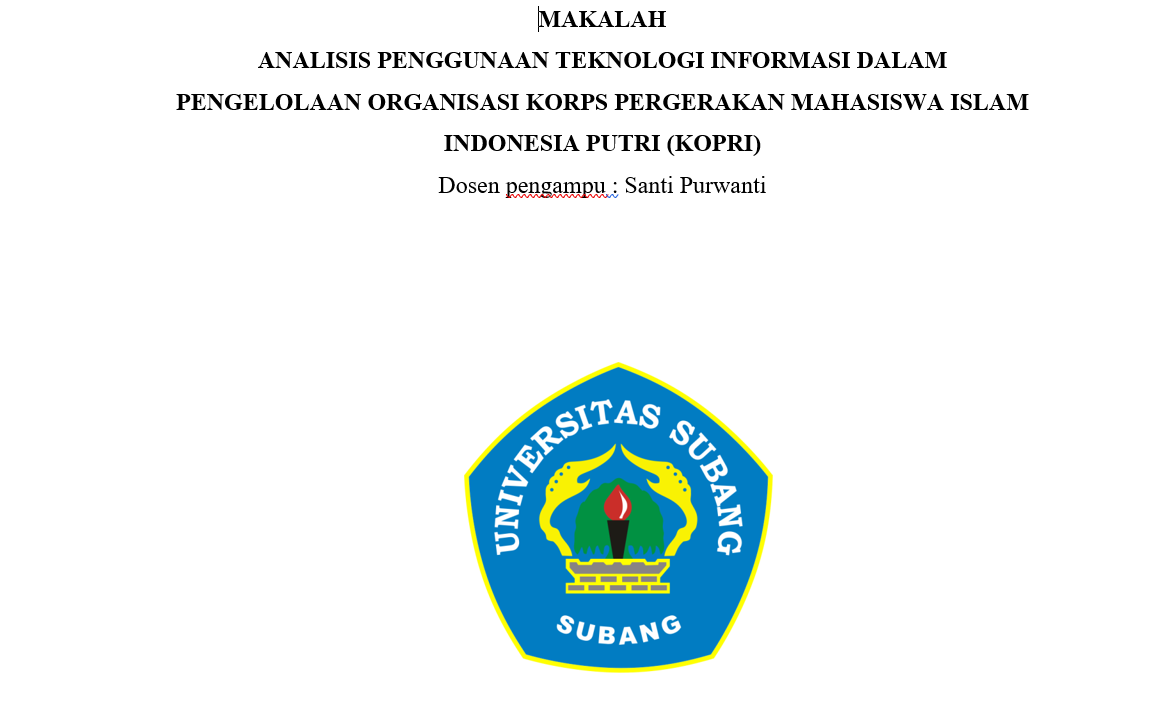 MAKALAH
ANALISIS PENGGUNAAN TEKNOLOGI INFORMASI DALAM
PENGELOLAAN ORGANISASI KORPS PERGERAKAN MAHASISWA ISLAM
INDONESIA PUTRI (KOPRI)
Dosen pengampu : Santi Purwanti
UNIVERSITAS SUBANG
SUBANG